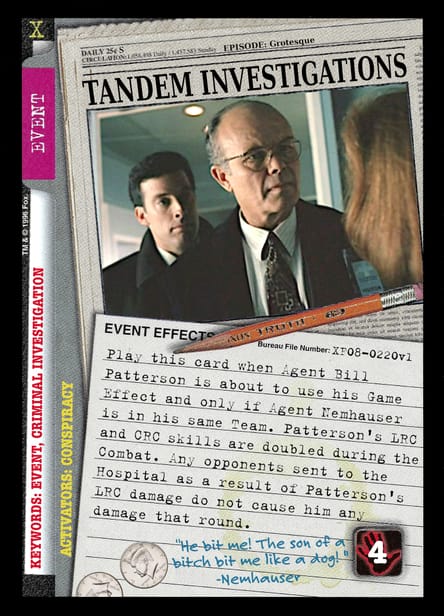 X
EVENT
TM & © 1996 Fox
KEYWORDS: EVENT, CRIMINAL INVESTIGATION
ACTIVATORS: CONSPIRACY
DAILY 25¢ S
EPISODE: Grotesque
TANDEM INVESTIGATIONS
EVENT EFFECTS
Bureau File Number: XF08-0220v1
Play this card when Agent Bill
Patterson is about to use his Game
Effect and only if Agent Nemhauser
is in his same Team. Patterson's LRC
and CRC skills are doubled during the
Combat. Any opponents sent to the
Hospital as a result of Patterson's
LRC damage do not cause him any
damage that round.
"He bit me! The son of a
bitch bit me like a dog!"
-Nemhauser
4